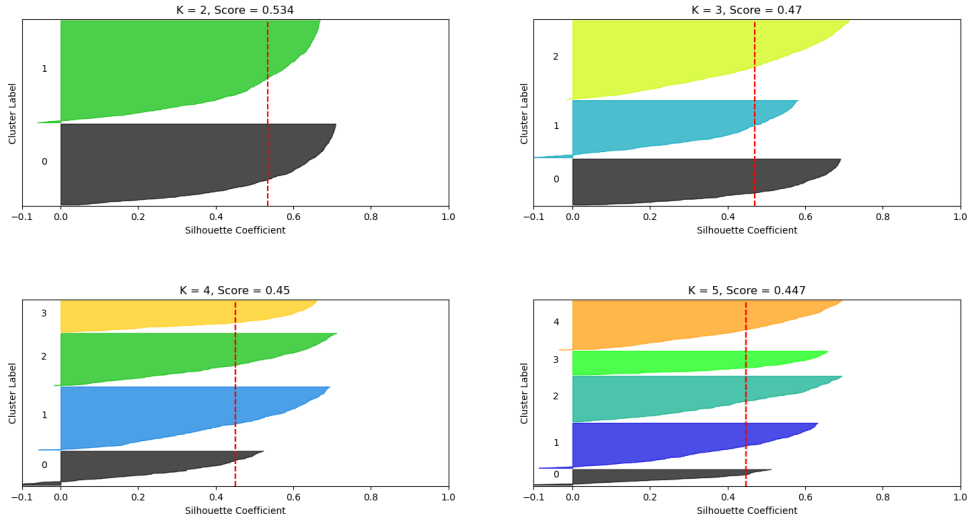 K = 2, Score = 0.534
Cluster Label
1
0
−0.1 0.0 0.2 0.4 0.6 0.8 1.0
Silhouette Coefficient
K = 3, Score = 0.47
Cluster Label
2
1
0
−0.1 0.0 0.2 0.4 0.6 0.8 1.0
Silhouette Coefficient
K = 4, Score = 0.45
Cluster Label
3
2
1
0
−0.1 0.0 0.2 0.4 0.6 0.8 1.0
Silhouette Coefficient
K = 5, Score = 0.447
Cluster Label
4
3
2
1
0
−0.1 0.0 0.2 0.4 0.6 0.8 1.0
Silhouette Coefficient